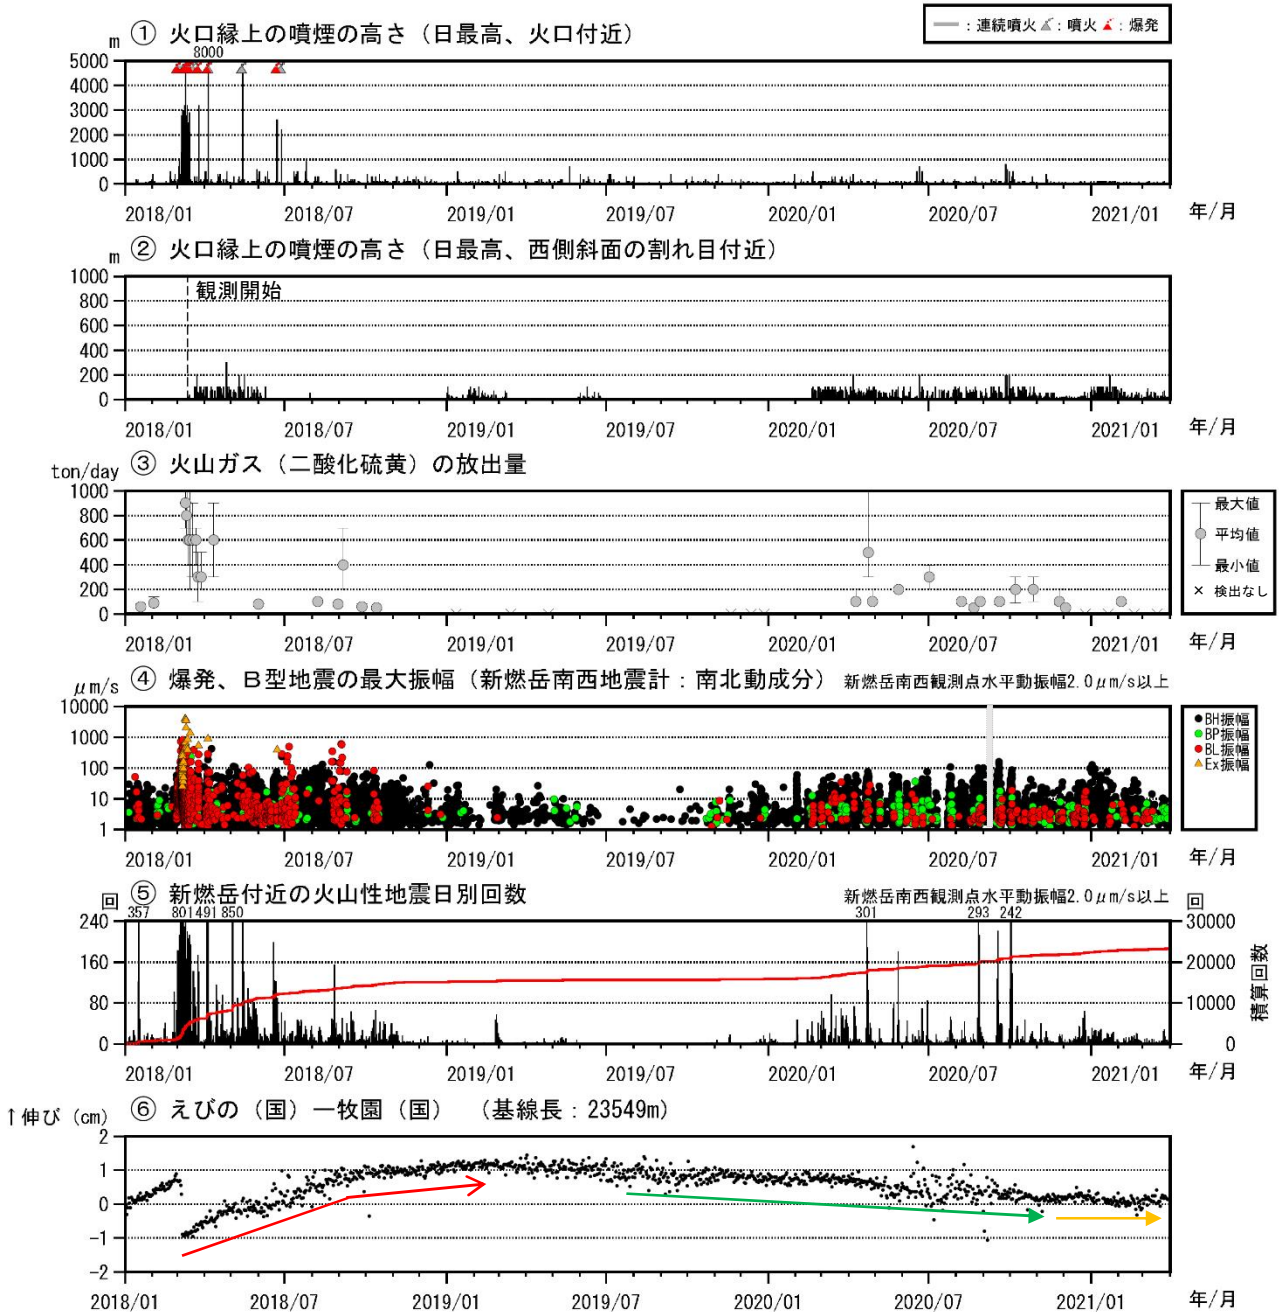 ① 火口縁上の噴煙の高さ（日最高、火口付近）
━ : 連続噴火 : 噴火 : 爆発
m
8000
5000
4000
3000
2000
1000
0
2018/01 2018/07 2019/01 2019/07 2020/01 2020/07 2021/01 年/月
② 火口縁上の噴煙の高さ（日最高、西側斜面の割れ目付近）
m
1000
観測開始
800
600
400
200
0
2018/01 2018/07 2019/01 2019/07 2020/01 2020/07 2021/01 年/月
③ 火山ガス（二酸化硫黄）の放出量
ton/day
1000
800
600
400
200
0
最大値
平均値
最小値
× 検出なし
2018/01 2018/07 2019/01 2019/07 2020/01 2020/07 2021/01 年/月
④ 爆発、Ｂ型地震の最大振幅（新燃岳南西地震計：南北動成分） 新燃岳南西観測点水平動振幅2.0μm/s以上
μm/s
10000
1000
100
10
1
BH振幅
BP振幅
BL振幅
Ex振幅
2018/01 2018/07 2019/01 2019/07 2020/01 2020/07 2021/01 年/月
⑤ 新燃岳付近の火山性地震日別回数 新燃岳南西観測点水平動振幅2.0μm/s以上
回 回
357 801 491 850 301 293 242
240 30000
160 20000
80 10000
0 0
積算回数
2018/01 2018/07 2019/01 2019/07 2020/01 2020/07 2021/01 年/月
⑥ えびの（国）―牧園（国） （基線長：23549m）
↑伸び (cm)
2
1
0
-1
-2
2018/01 2018/07 2019/01 2019/07 2020/01 2020/07 2021/01 年/月